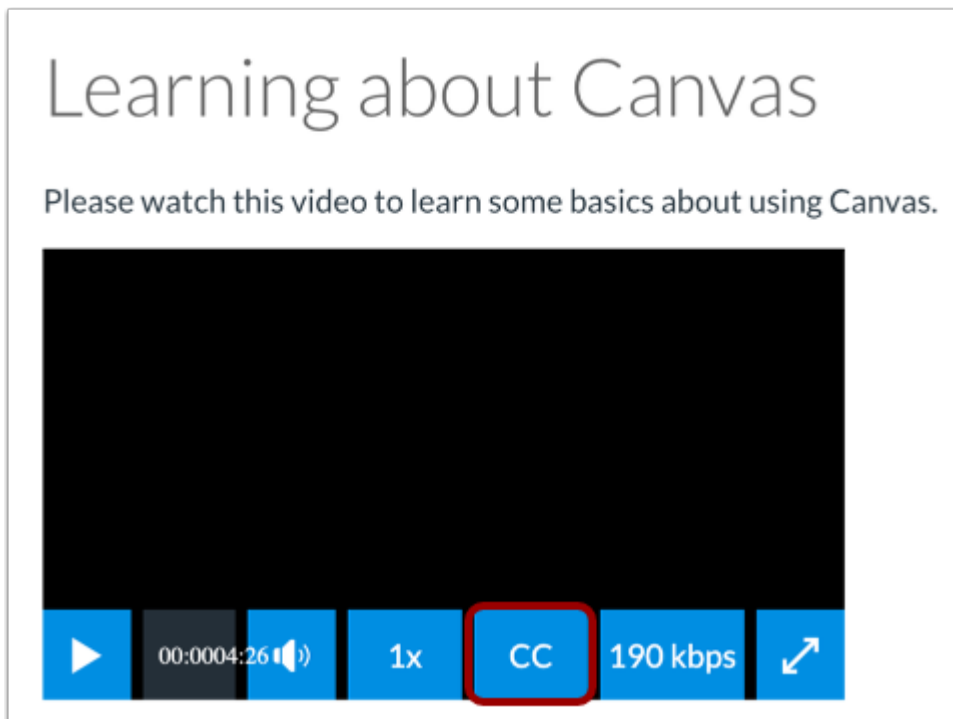 Learning about Canvas
Please watch this video to learn some basics about using Canvas.
00:0004:26 1x CC 190 kbps